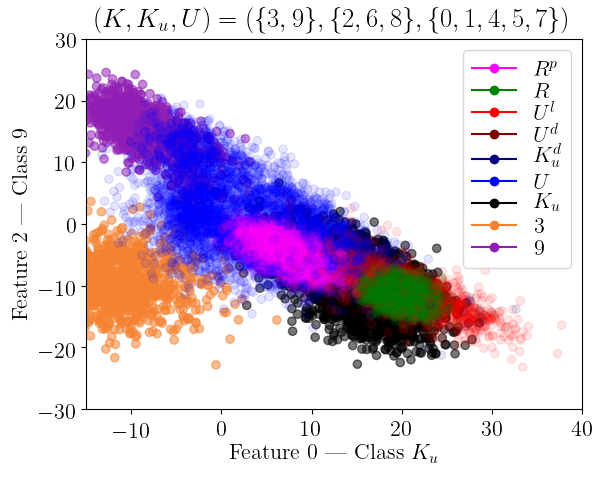 (K, K_u, U) = ({3, 9}, {2, 6, 8}, {0, 1, 4, 5, 7})
30
20
10
0
−10
−20
−30
Feature 2 — Class 9
R^p
R
U^l
U^d
K_u^d
U
K_u
3
9
−10
0
10
20
30
40
Feature 0 — Class K_u